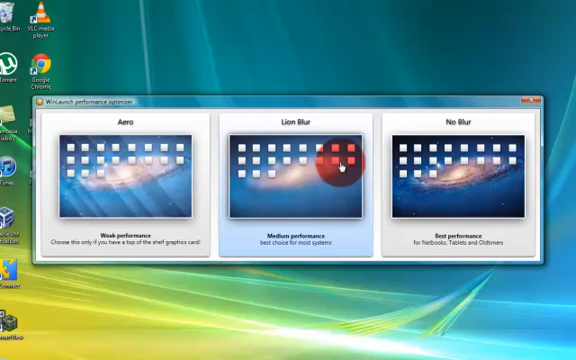 VLC media
player
Google
Chrome
WinLaunch performance optimizer
Aero
Lion Blur
No Blur
Weak performance
Choose this only if you have a top of the shelf graphics card!
Medium performance
best choice for most systems
Best performance
for Netbooks, Tablets and Oldtimers